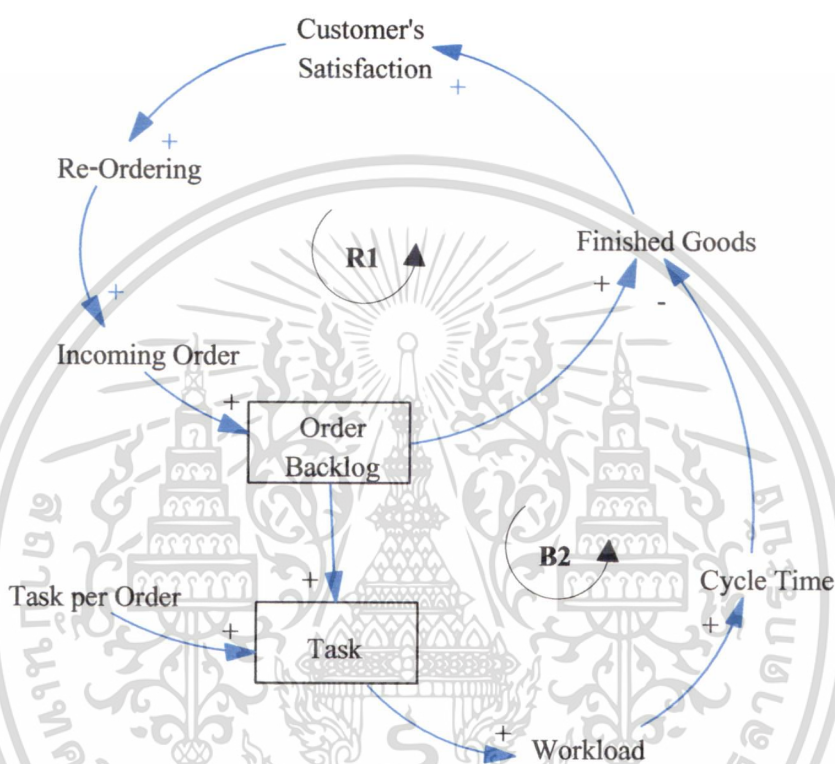 Customer's
Satisfaction
+
+
Re-Ordering
R1
Finished Goods
+
+
-
Incoming Order
+
Order
Backlog
B2
+
Cycle Time
Task per Order
+
+
Task
+
Workload